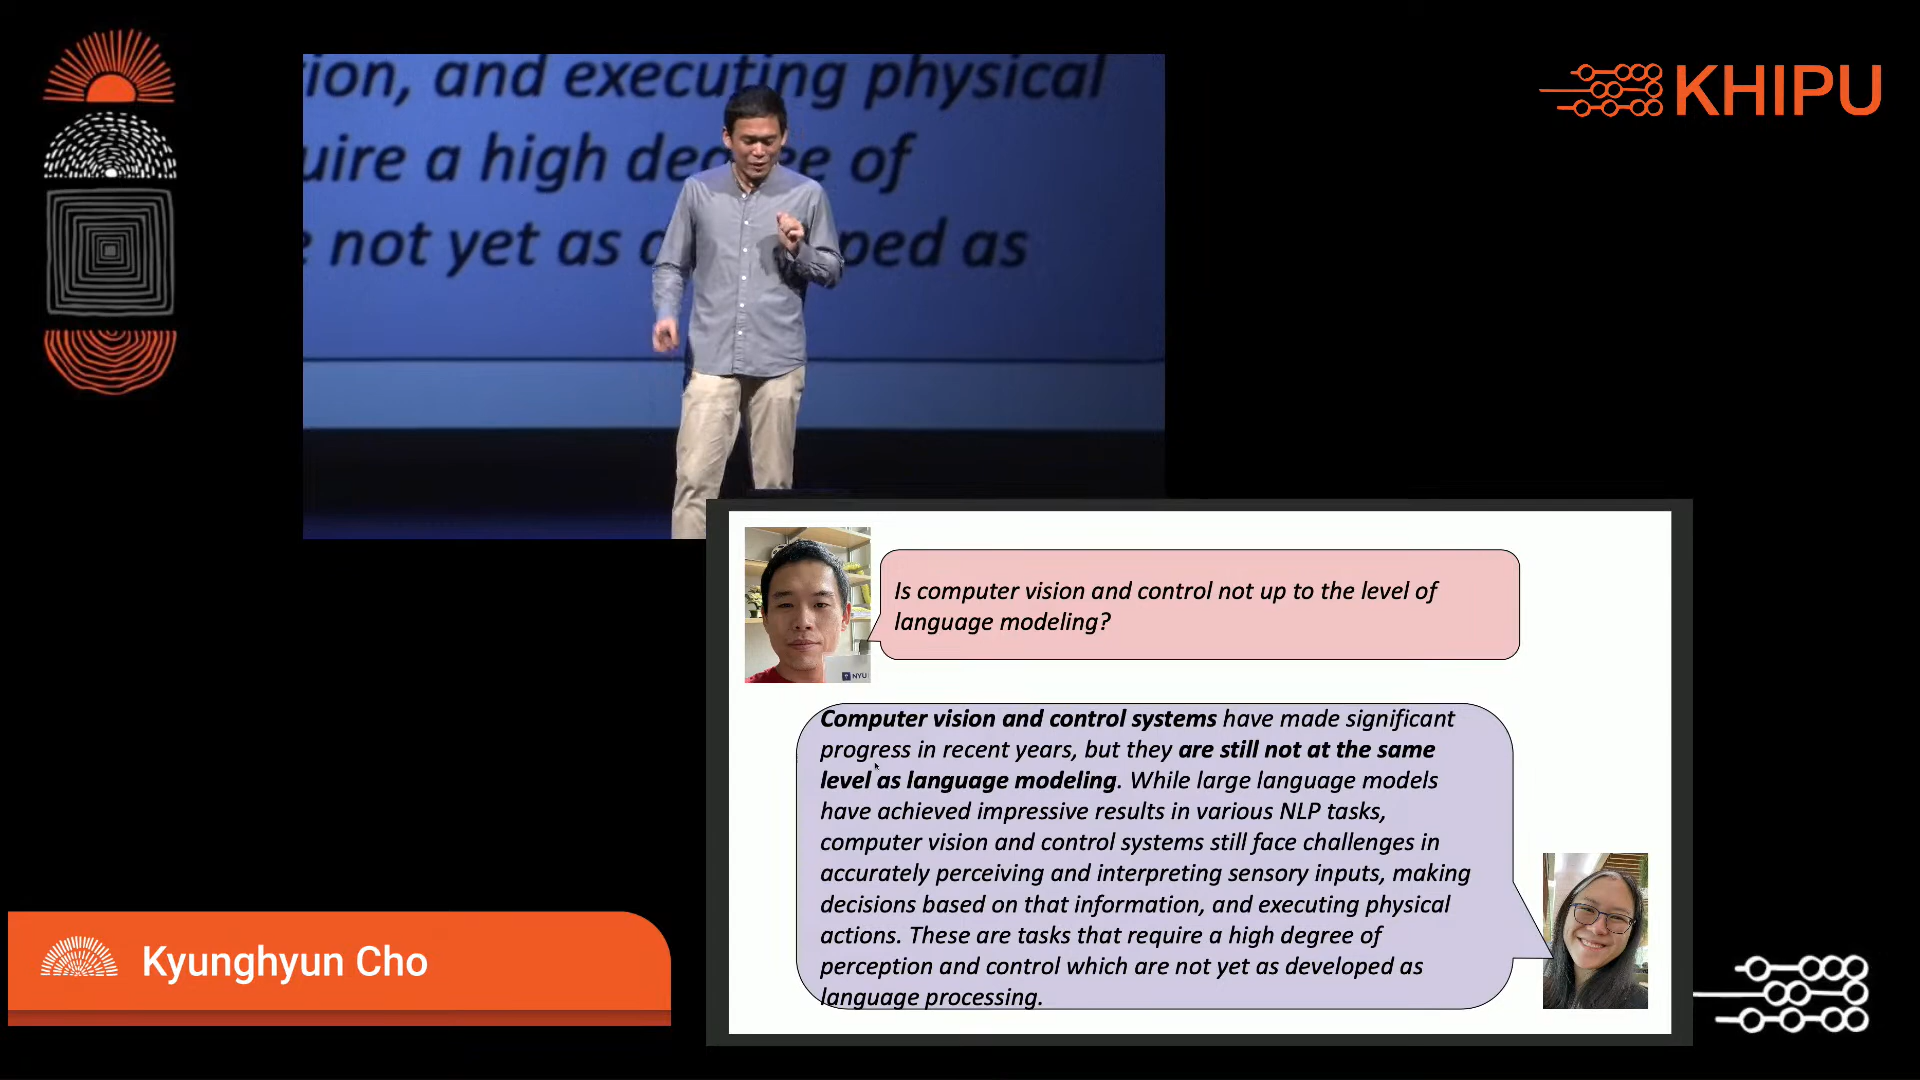 ion, and executing physical
uire a high degree of
not yet as developed as
KHIPU
Is computer vision and control not up to the level of
language modeling?
NYU
Computer vision and control systems have made significant
progress in recent years, but they are still not at the same
level as language modeling. While large language models
have achieved impressive results in various NLP tasks,
computer vision and control systems still face challenges in
accurately perceiving and interpreting sensory inputs, making
decisions based on that information, and executing physical
actions. These are tasks that require a high degree of
perception and control which are not yet as developed as
language processing.
Kyunghyun Cho